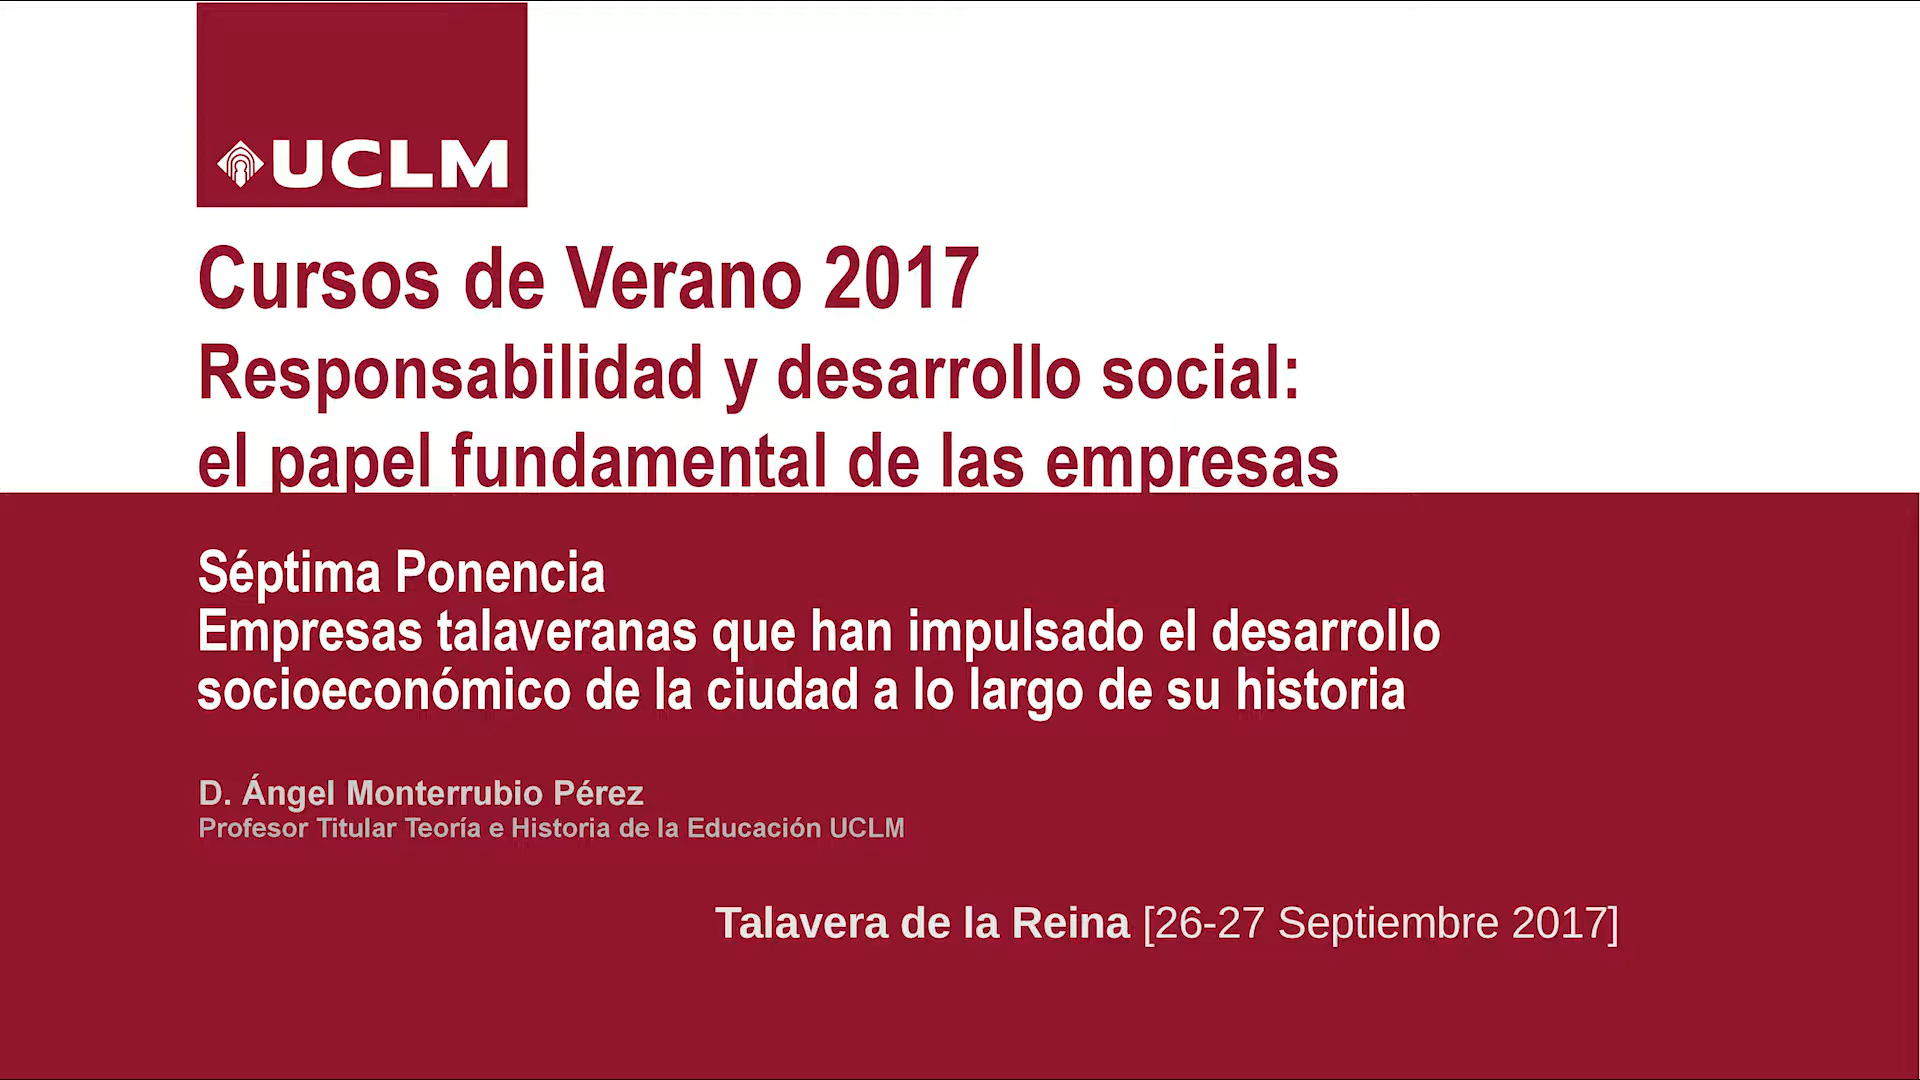 UCLM
Cursos de Verano 2017
Responsabilidad y desarrollo social:
el papel fundamental de las empresas
Séptima Ponencia
Empresas talaveranas que han impulsado el desarrollo
socioeconómico de la ciudad a lo largo de su historia
D. Ángel Monterrubio Pérez
Profesor Titular Teoría e Historia de la Educación UCLM
Talavera de la Reina [26-27 Septiembre 2017]